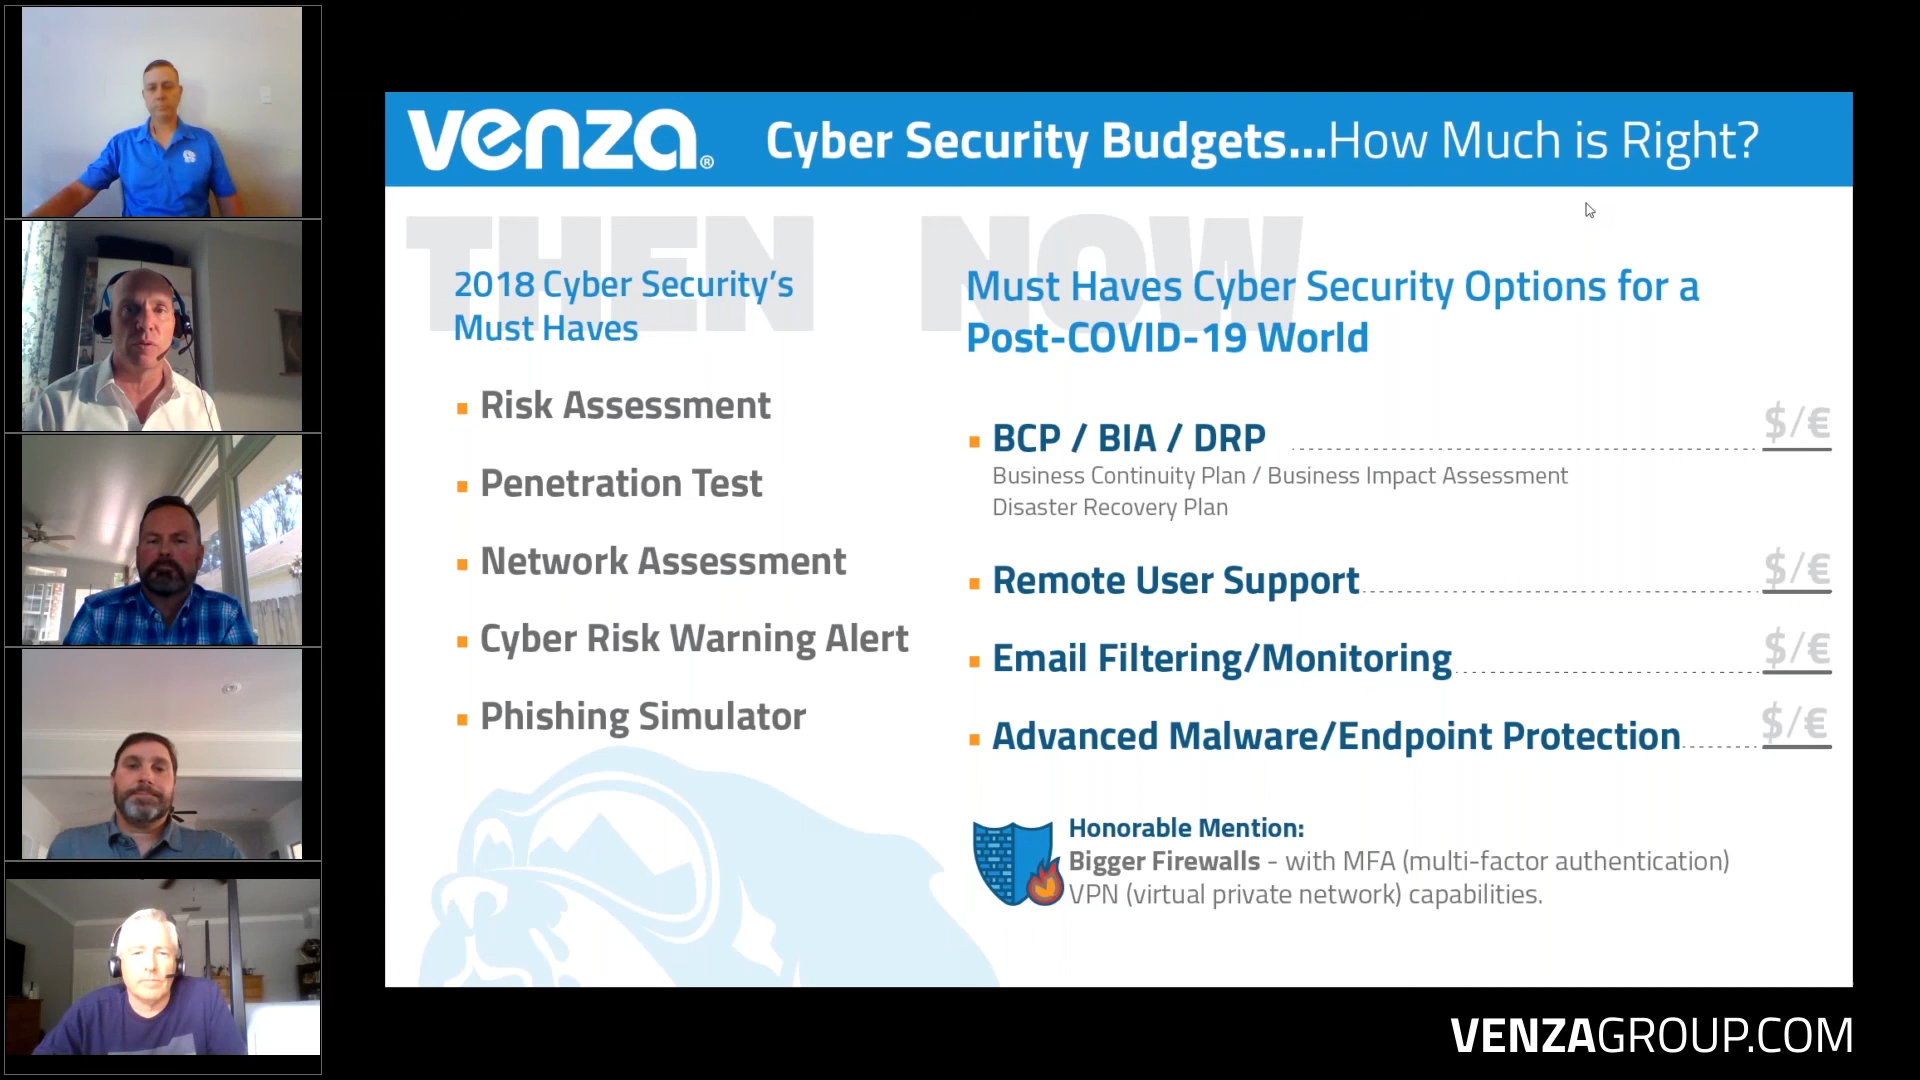 venza®
Cyber Security Budgets...How Much is Right?
THEN
2018 Cyber Security's
Must Haves
Risk Assessment
Penetration Test
Network Assessment
Cyber Risk Warning Alert
Phishing Simulator
NOW
Must Haves Cyber Security Options for a
Post-COVID-19 World
BCP / BIA / DRP $/€
Business Continuity Plan / Business Impact Assessment
Disaster Recovery Plan
Remote User Support $/€
Email Filtering/Monitoring $/€
Advanced Malware/Endpoint Protection $/€
Honorable Mention:
Bigger Firewalls - with MFA (multi-factor authentication)
VPN (virtual private network) capabilities.
VENZAGROUP.COM